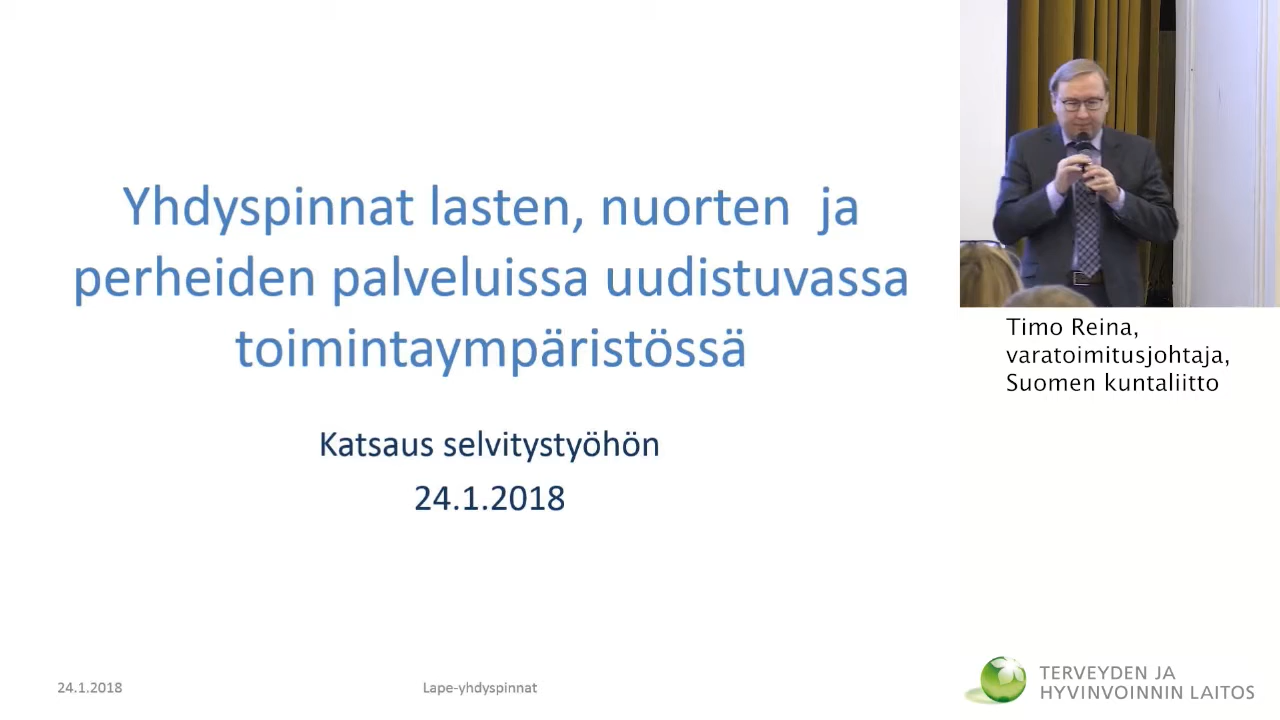 Yhdyspinnat lasten, nuorten ja
perheiden palveluissa uudistuvassa
toimintaympäristössä
Katsaus selvitystyöhön
24.1.2018
Timo Reina,
varatoimitusjohtaja,
Suomen kuntaliitto
24.1.2018
Lape-yhdyspinnat
TERVEYDEN JA
HYVINVOINNIN LAITOS